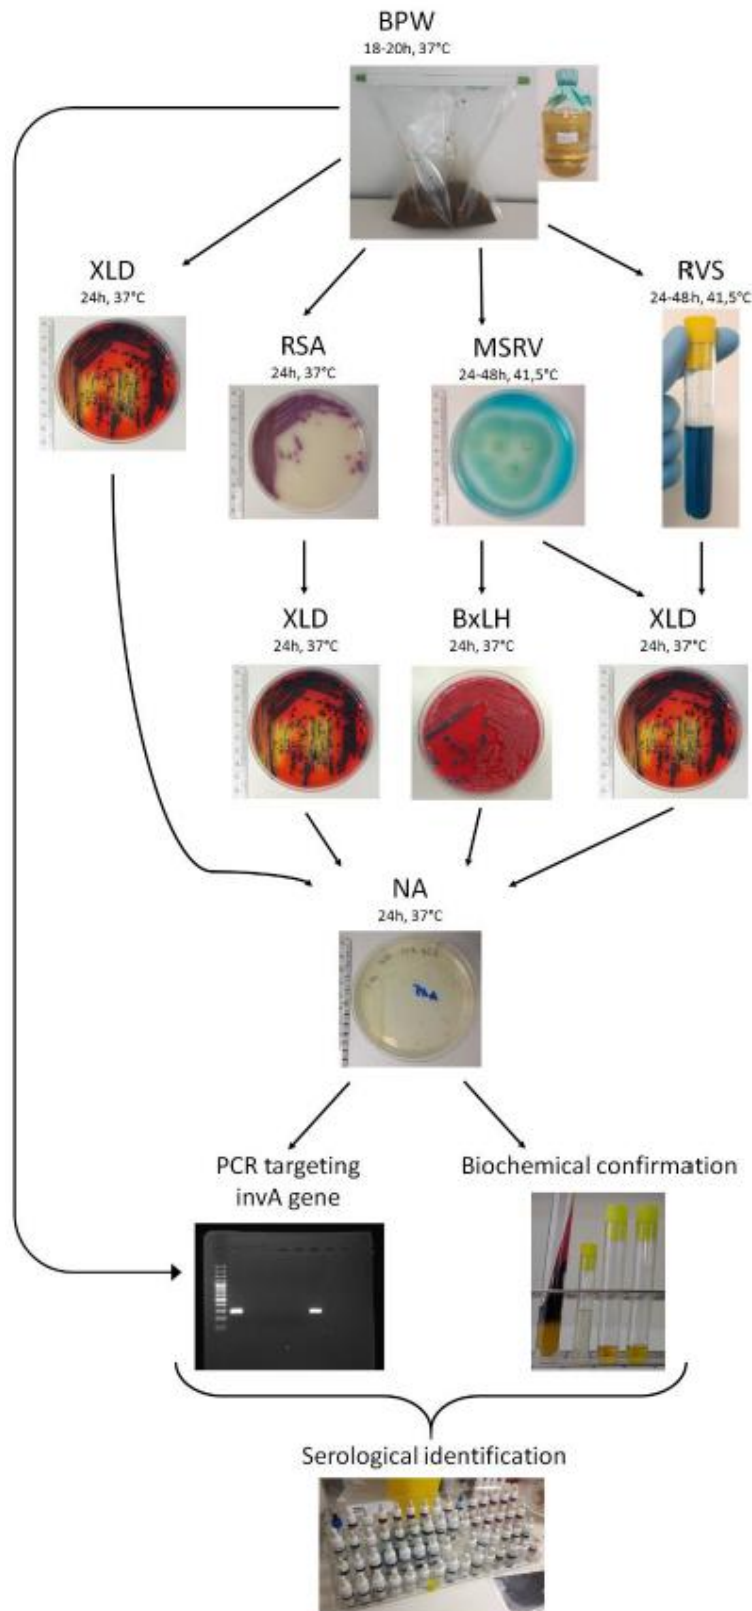 BPW
18-20h, 37°C
XLD
24h, 37°C
RVS
24-48h, 41,5°C
RSA
24h, 37°C
MSRV
24-48h, 41,5°C
XLD
24h, 37°C
BxLH
24h, 37°C
XLD
24h, 37°C
NA
24h, 37°C
PCR targeting
invA gene
Biochemical confirmation
Serological identification